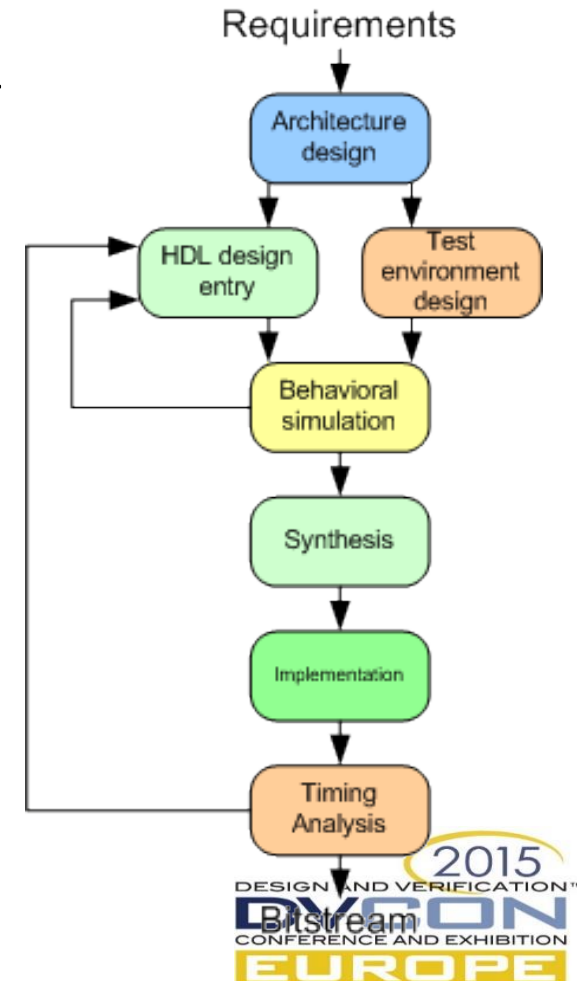 Requirements
Architecture
design
HDL design
entry
Test
environment
design
Behavioral
simulation
Synthesis
Implementation
Timing
Analysis
2015
DESIGN AND VERIFICATION™
DVCON
Bitstream
CONFERENCE AND EXHIBITION
EUROPE